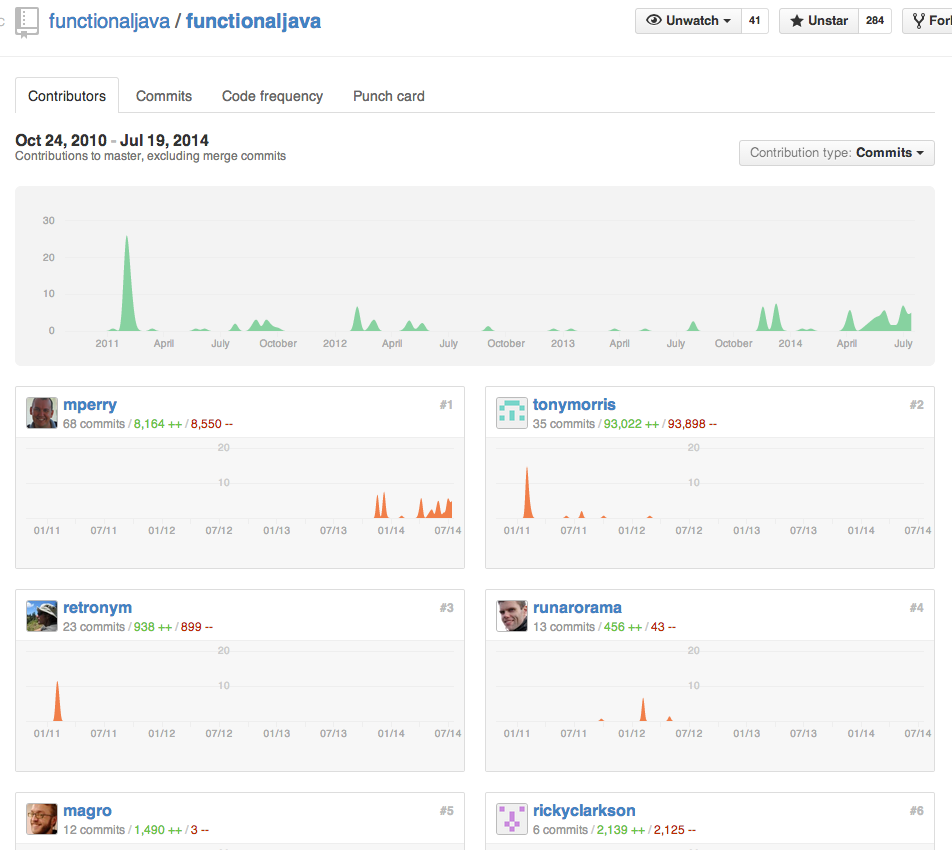 functionaljava / functionaljava
Unwatch 41
Unstar 284
Contributors Commits Code frequency Punch card
Oct 24, 2010 - Jul 19, 2014
Contributions to master, excluding merge commits
Contribution type: Commits
30
20
10
0
2011 April July October 2012 April July October 2013 April July October 2014 April July
mperry #1
68 commits / 8,164 ++ / 8,550 --
20
10
01/11 07/11 01/12 07/12 01/13 07/13 01/14 07/14
tonymorris #2
35 commits / 93,022 ++ / 93,898 --
20
10
01/11 07/11 01/12 07/12 01/13 07/13 01/14 07/14
retronym #3
23 commits / 938 ++ / 899 --
20
10
01/11 07/11 01/12 07/12 01/13 07/13 01/14 07/14
runarorama #4
13 commits / 456 ++ / 43 --
20
10
01/11 07/11 01/12 07/12 01/13 07/13 01/14 07/14
magro #5
12 commits / 1,490 ++ / 3 --
rickyclarkson #6
6 commits / 2,139 ++ / 2,125 --